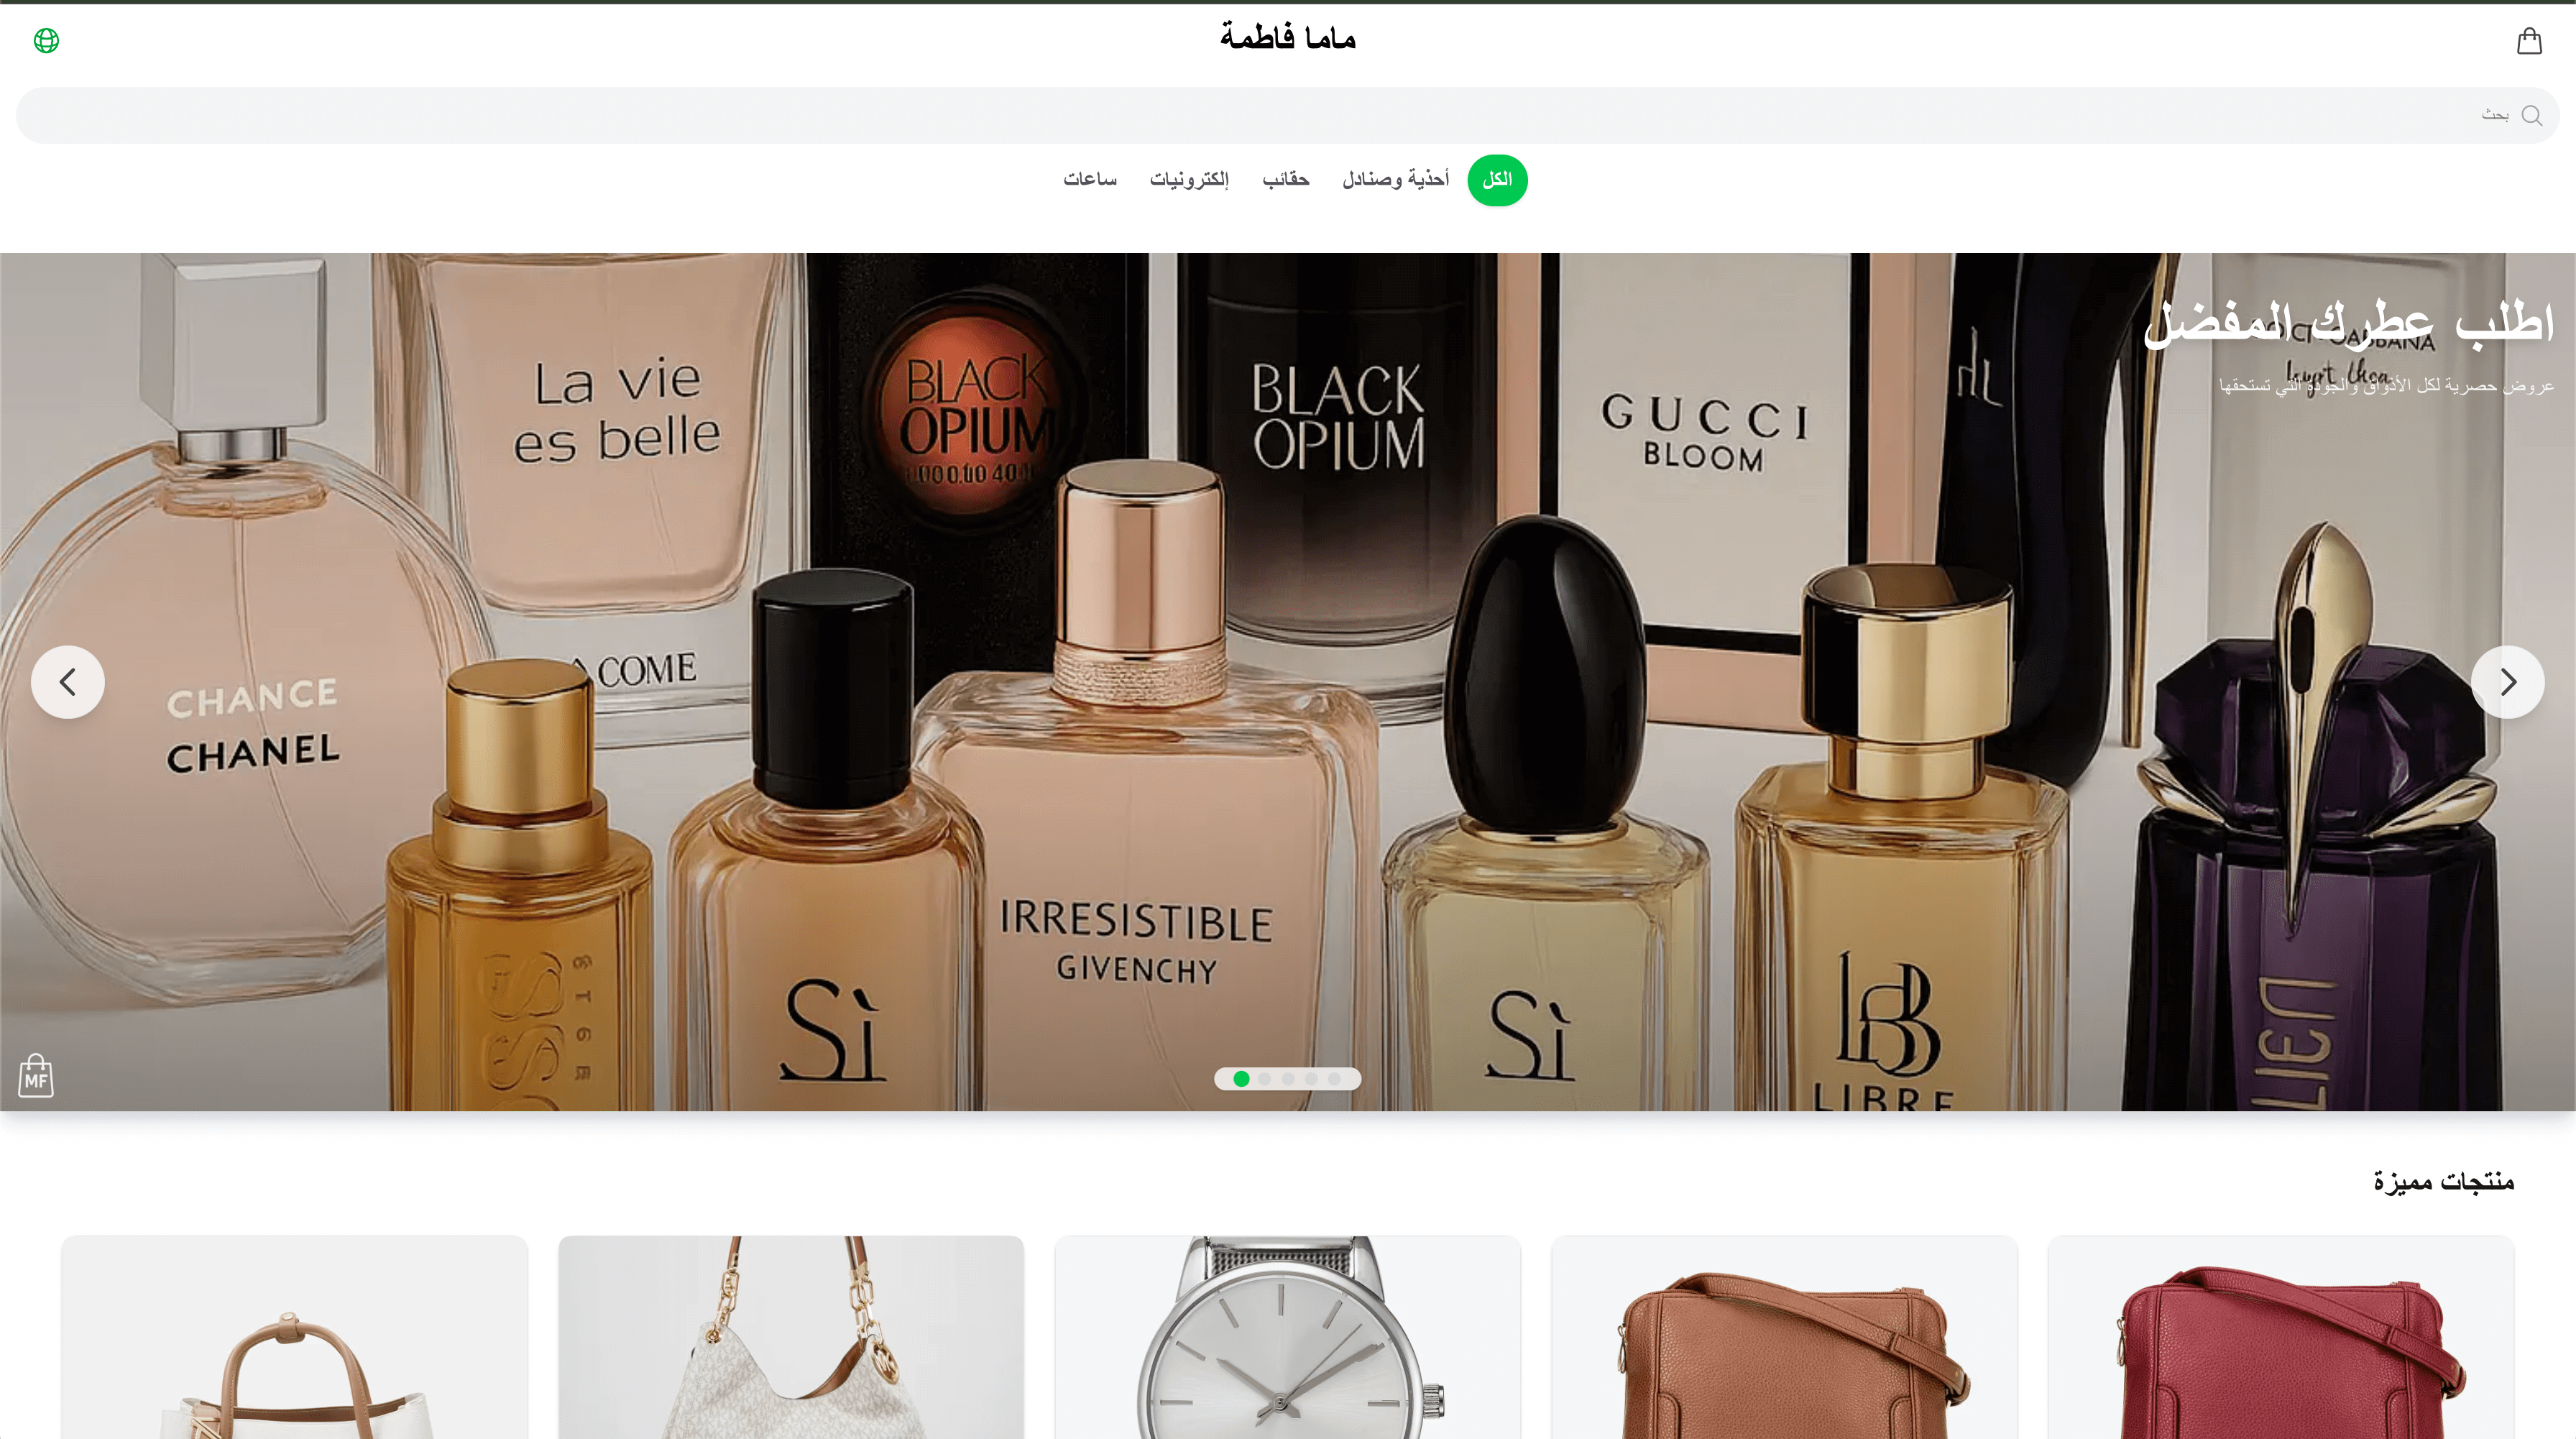 ماما فاطمة
بحث
الكل
أحذية وصنادل
حقائب
إلكترونيات
ساعات
اطلب عطرك المفضل
عروض حصرية لكل الأذواق والجودة التي تستحقها
GABBANA
La vie
es belle
BLACK
OPIUM
BLACK
OPIUM
GUCCI
BLOOM
COME
CHANCE
CHANEL
IRRESISTIBLE
GIVENCHY
Sì
Sì
LIBRE
MF
منتجات مميزة